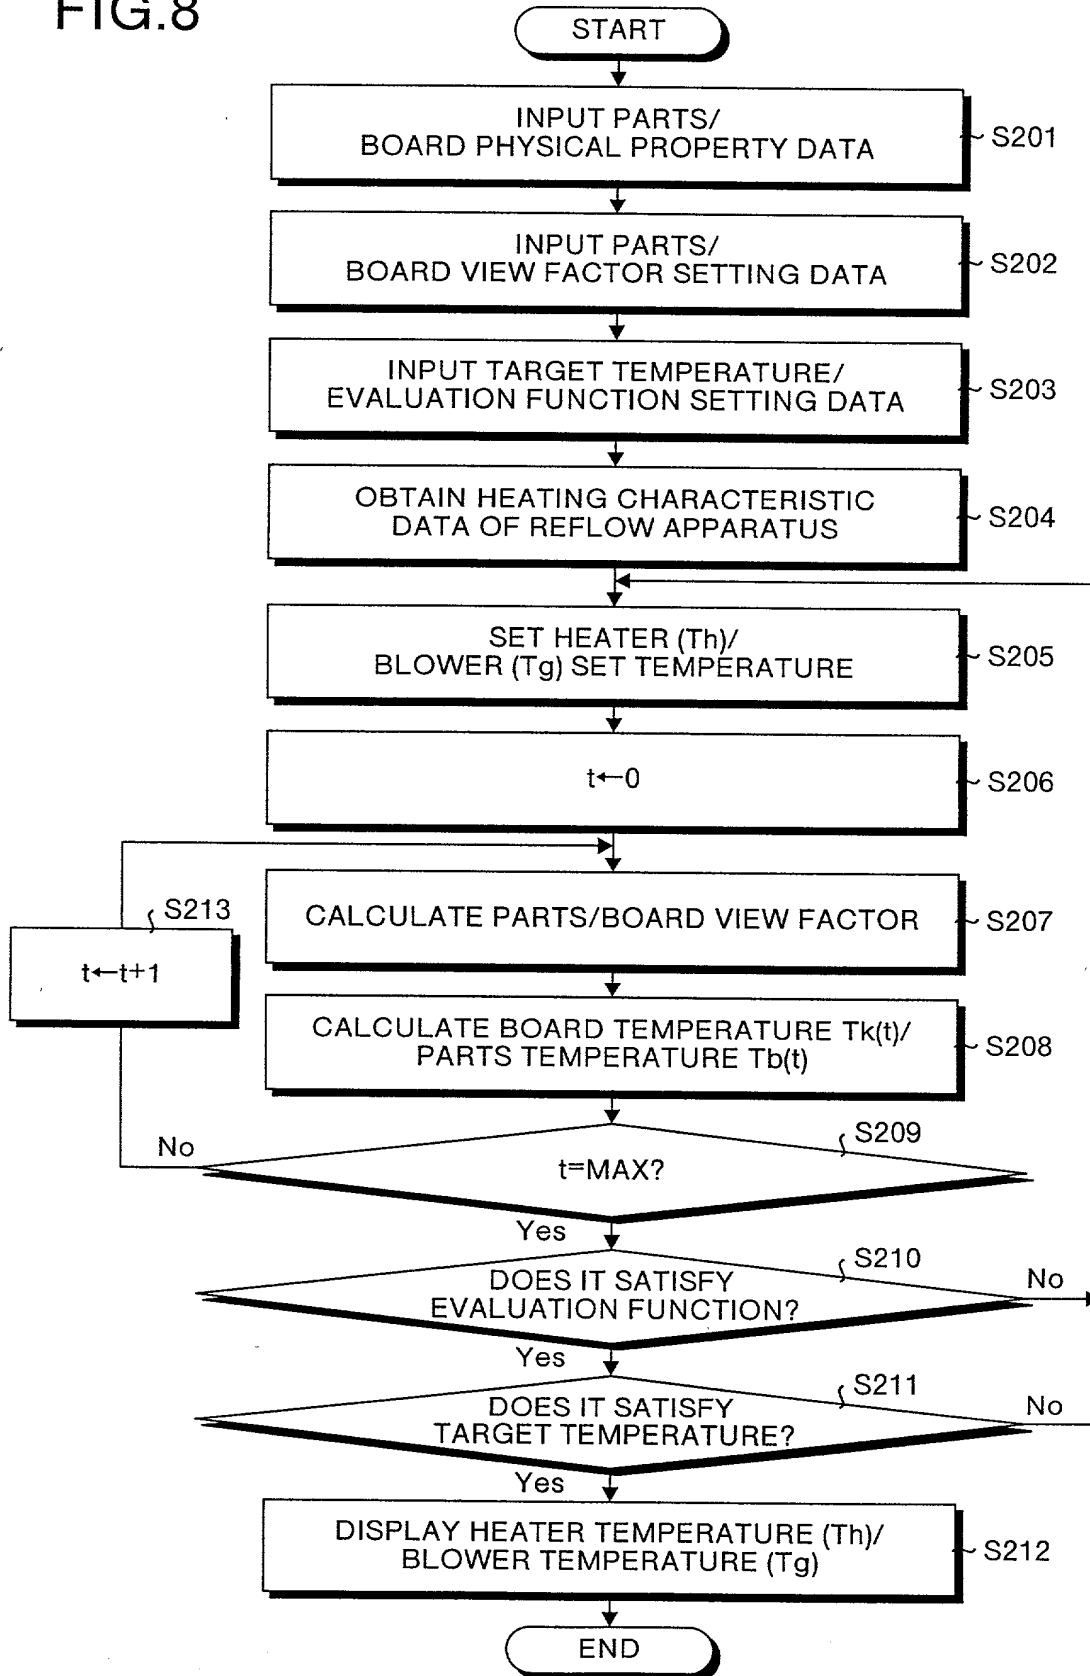 FIG.8
START
INPUT PARTS/
BOARD PHYSICAL PROPERTY DATA
S201
INPUT PARTS/
BOARD VIEW FACTOR SETTING DATA
S202
INPUT TARGET TEMPERATURE/
EVALUATION FUNCTION SETTING DATA
S203
OBTAIN HEATING CHARACTERISTIC
DATA OF REFLOW APPARATUS
S204
SET HEATER (Th)/
BLOWER (Tg) SET TEMPERATURE
S205
t←0
S206
S213
t←t+1
CALCULATE PARTS/BOARD VIEW FACTOR
S207
CALCULATE BOARD TEMPERATURE Tk(t)/
PARTS TEMPERATURE Tb(t)
S208
No
t=MAX?
S209
Yes
DOES IT SATISFY
EVALUATION FUNCTION?
S210
No
Yes
DOES IT SATISFY
TARGET TEMPERATURE?
S211
No
Yes
DISPLAY HEATER TEMPERATURE (Th)/
BLOWER TEMPERATURE (Tg)
S212
END